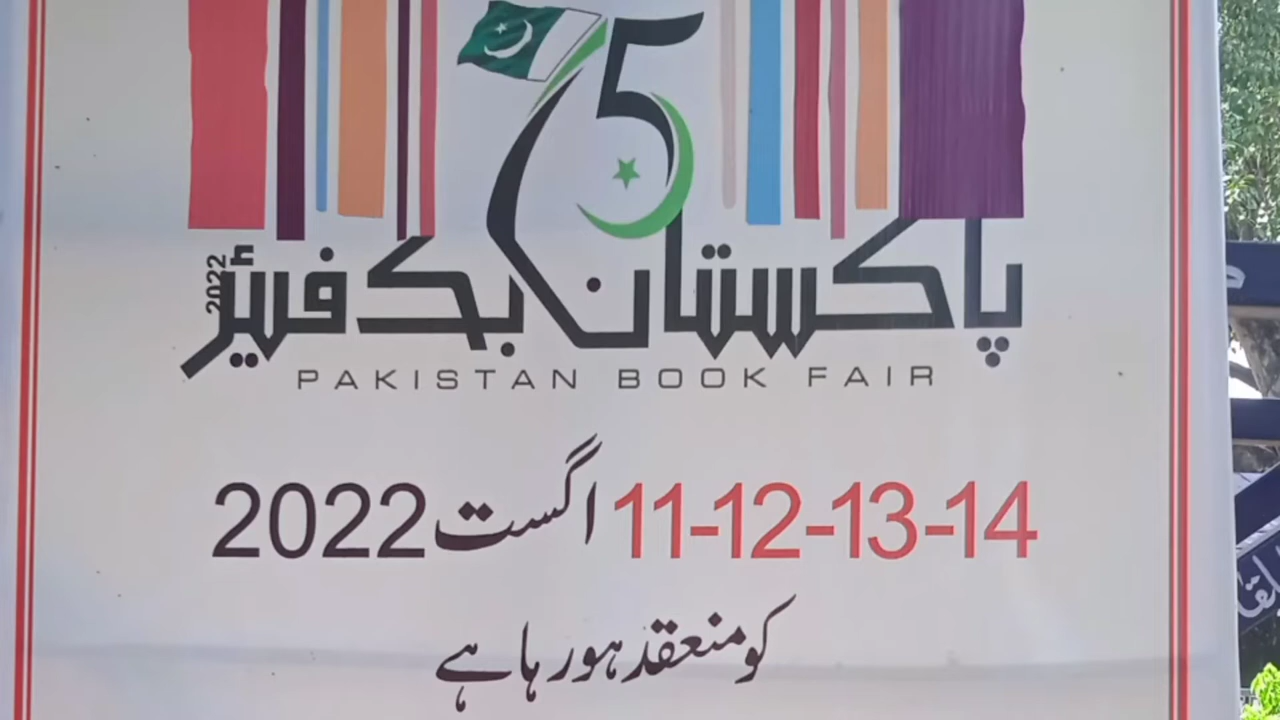 75
پاکستان بک فیئر 2022
PAKISTAN BOOK FAIR
11-12-13-14 اگست 2022
کو منعقد ہو رہا ہے